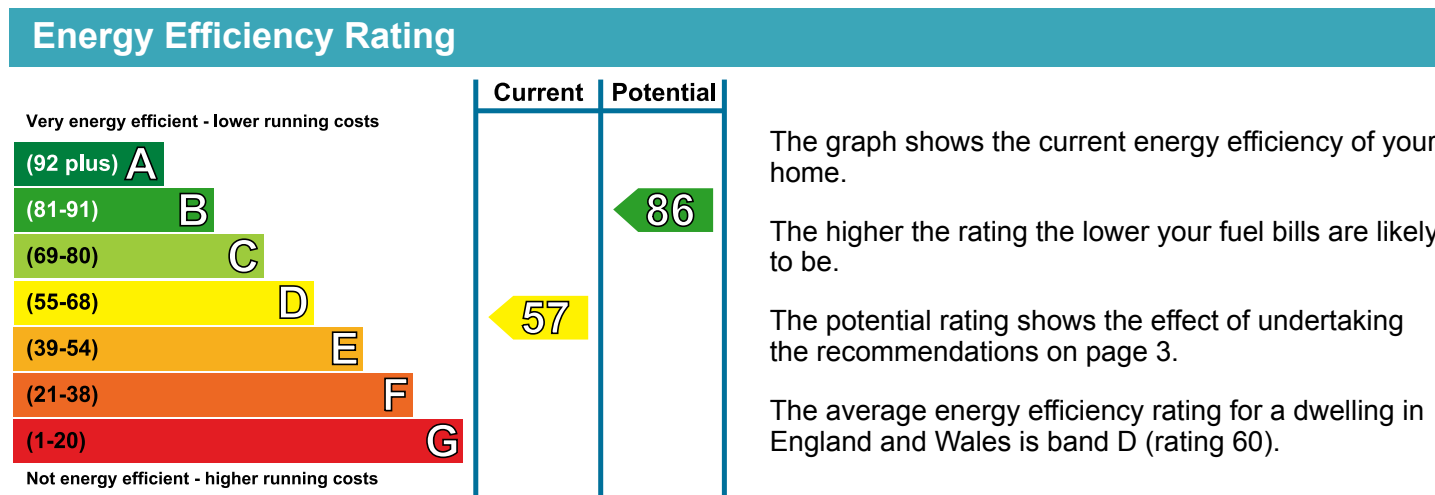 Energy Efficiency Rating
Current Potential
Very energy efficient - lower running costs
(92 plus) A
(81-91) B
86
(69-80) C
(55-68) D
57
(39-54) E
(21-38) F
(1-20) G
Not energy efficient - higher running costs
The graph shows the current energy efficiency of your
home.
The higher the rating the lower your fuel bills are likely
to be.
The potential rating shows the effect of undertaking
the recommendations on page 3.
The average energy efficiency rating for a dwelling in
England and Wales is band D (rating 60).